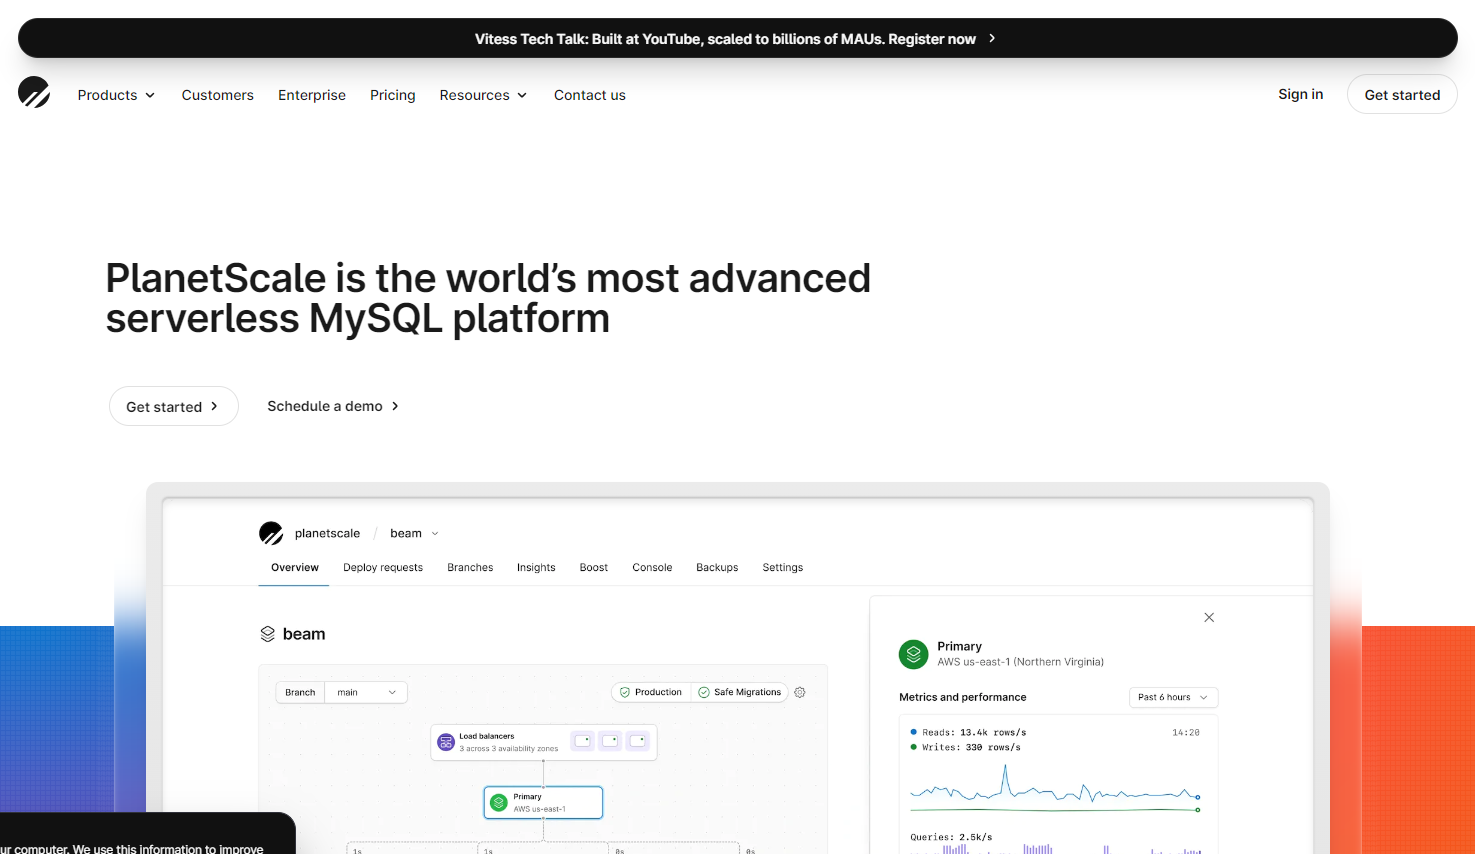 Vitess Tech Talk: Built at YouTube, scaled to billions of MAUs. Register now
Products
Customers
Enterprise
Pricing
Resources
Contact us
Sign in
Get started
PlanetScale is the world’s most advanced
serverless MySQL platform
Get started
Schedule a demo
planetscale / beam
Overview
Deploy requests
Branches
Insights
Boost
Console
Backups
Settings
beam
Branch
main
Production
Safe Migrations
Load balancers
3 across 3 availability zones
Primary
AWS us-east-1
1s
1s
0s
0s
Primary
AWS us-east-1 (Northern Virginia)
Metrics and performance
Past 6 hours
Reads: 13.4k rows/s
14:20
Writes: 330 rows/s
Queries: 2.5k/s
ur computer. We use this information to improve